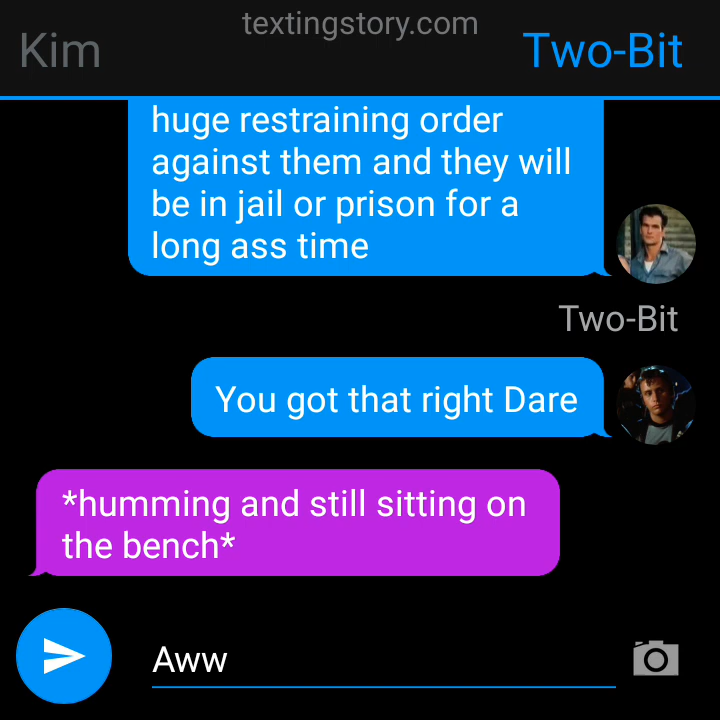 textingstory.com
Kim
Two-Bit
huge restraining order
against them and they will
be in jail or prison for a
long ass time
Two-Bit
You got that right Dare
*humming and still sitting on
the bench*
Aww